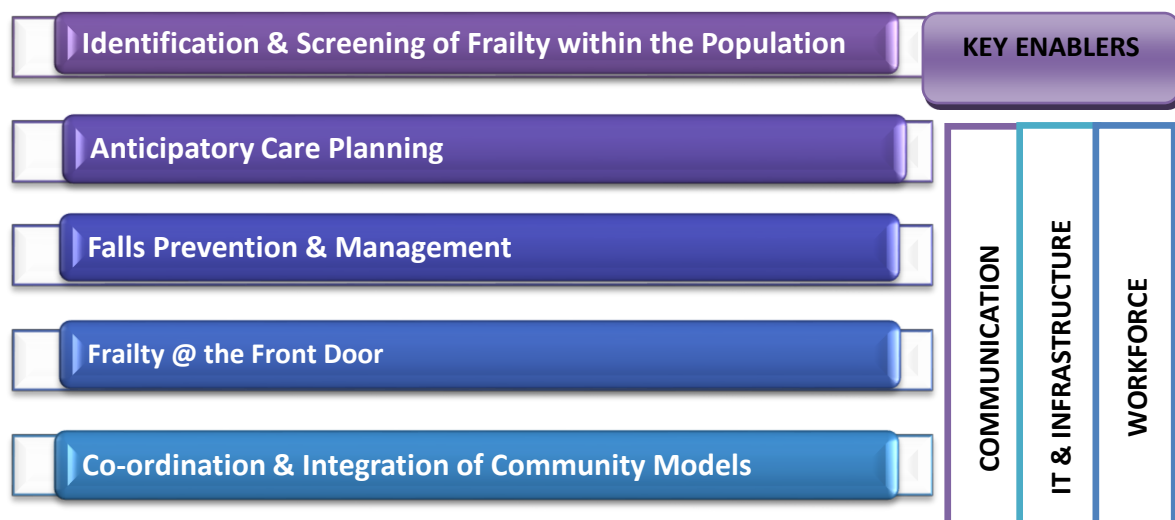 Identification & Screening of Frailty within the Population
KEY ENABLERS
Anticipatory Care Planning
Falls Prevention & Management
Frailty @ the Front Door
Co-ordination & Integration of Community Models
COMMUNICATION
IT & INFRASTRUCTURE
WORKFORCE